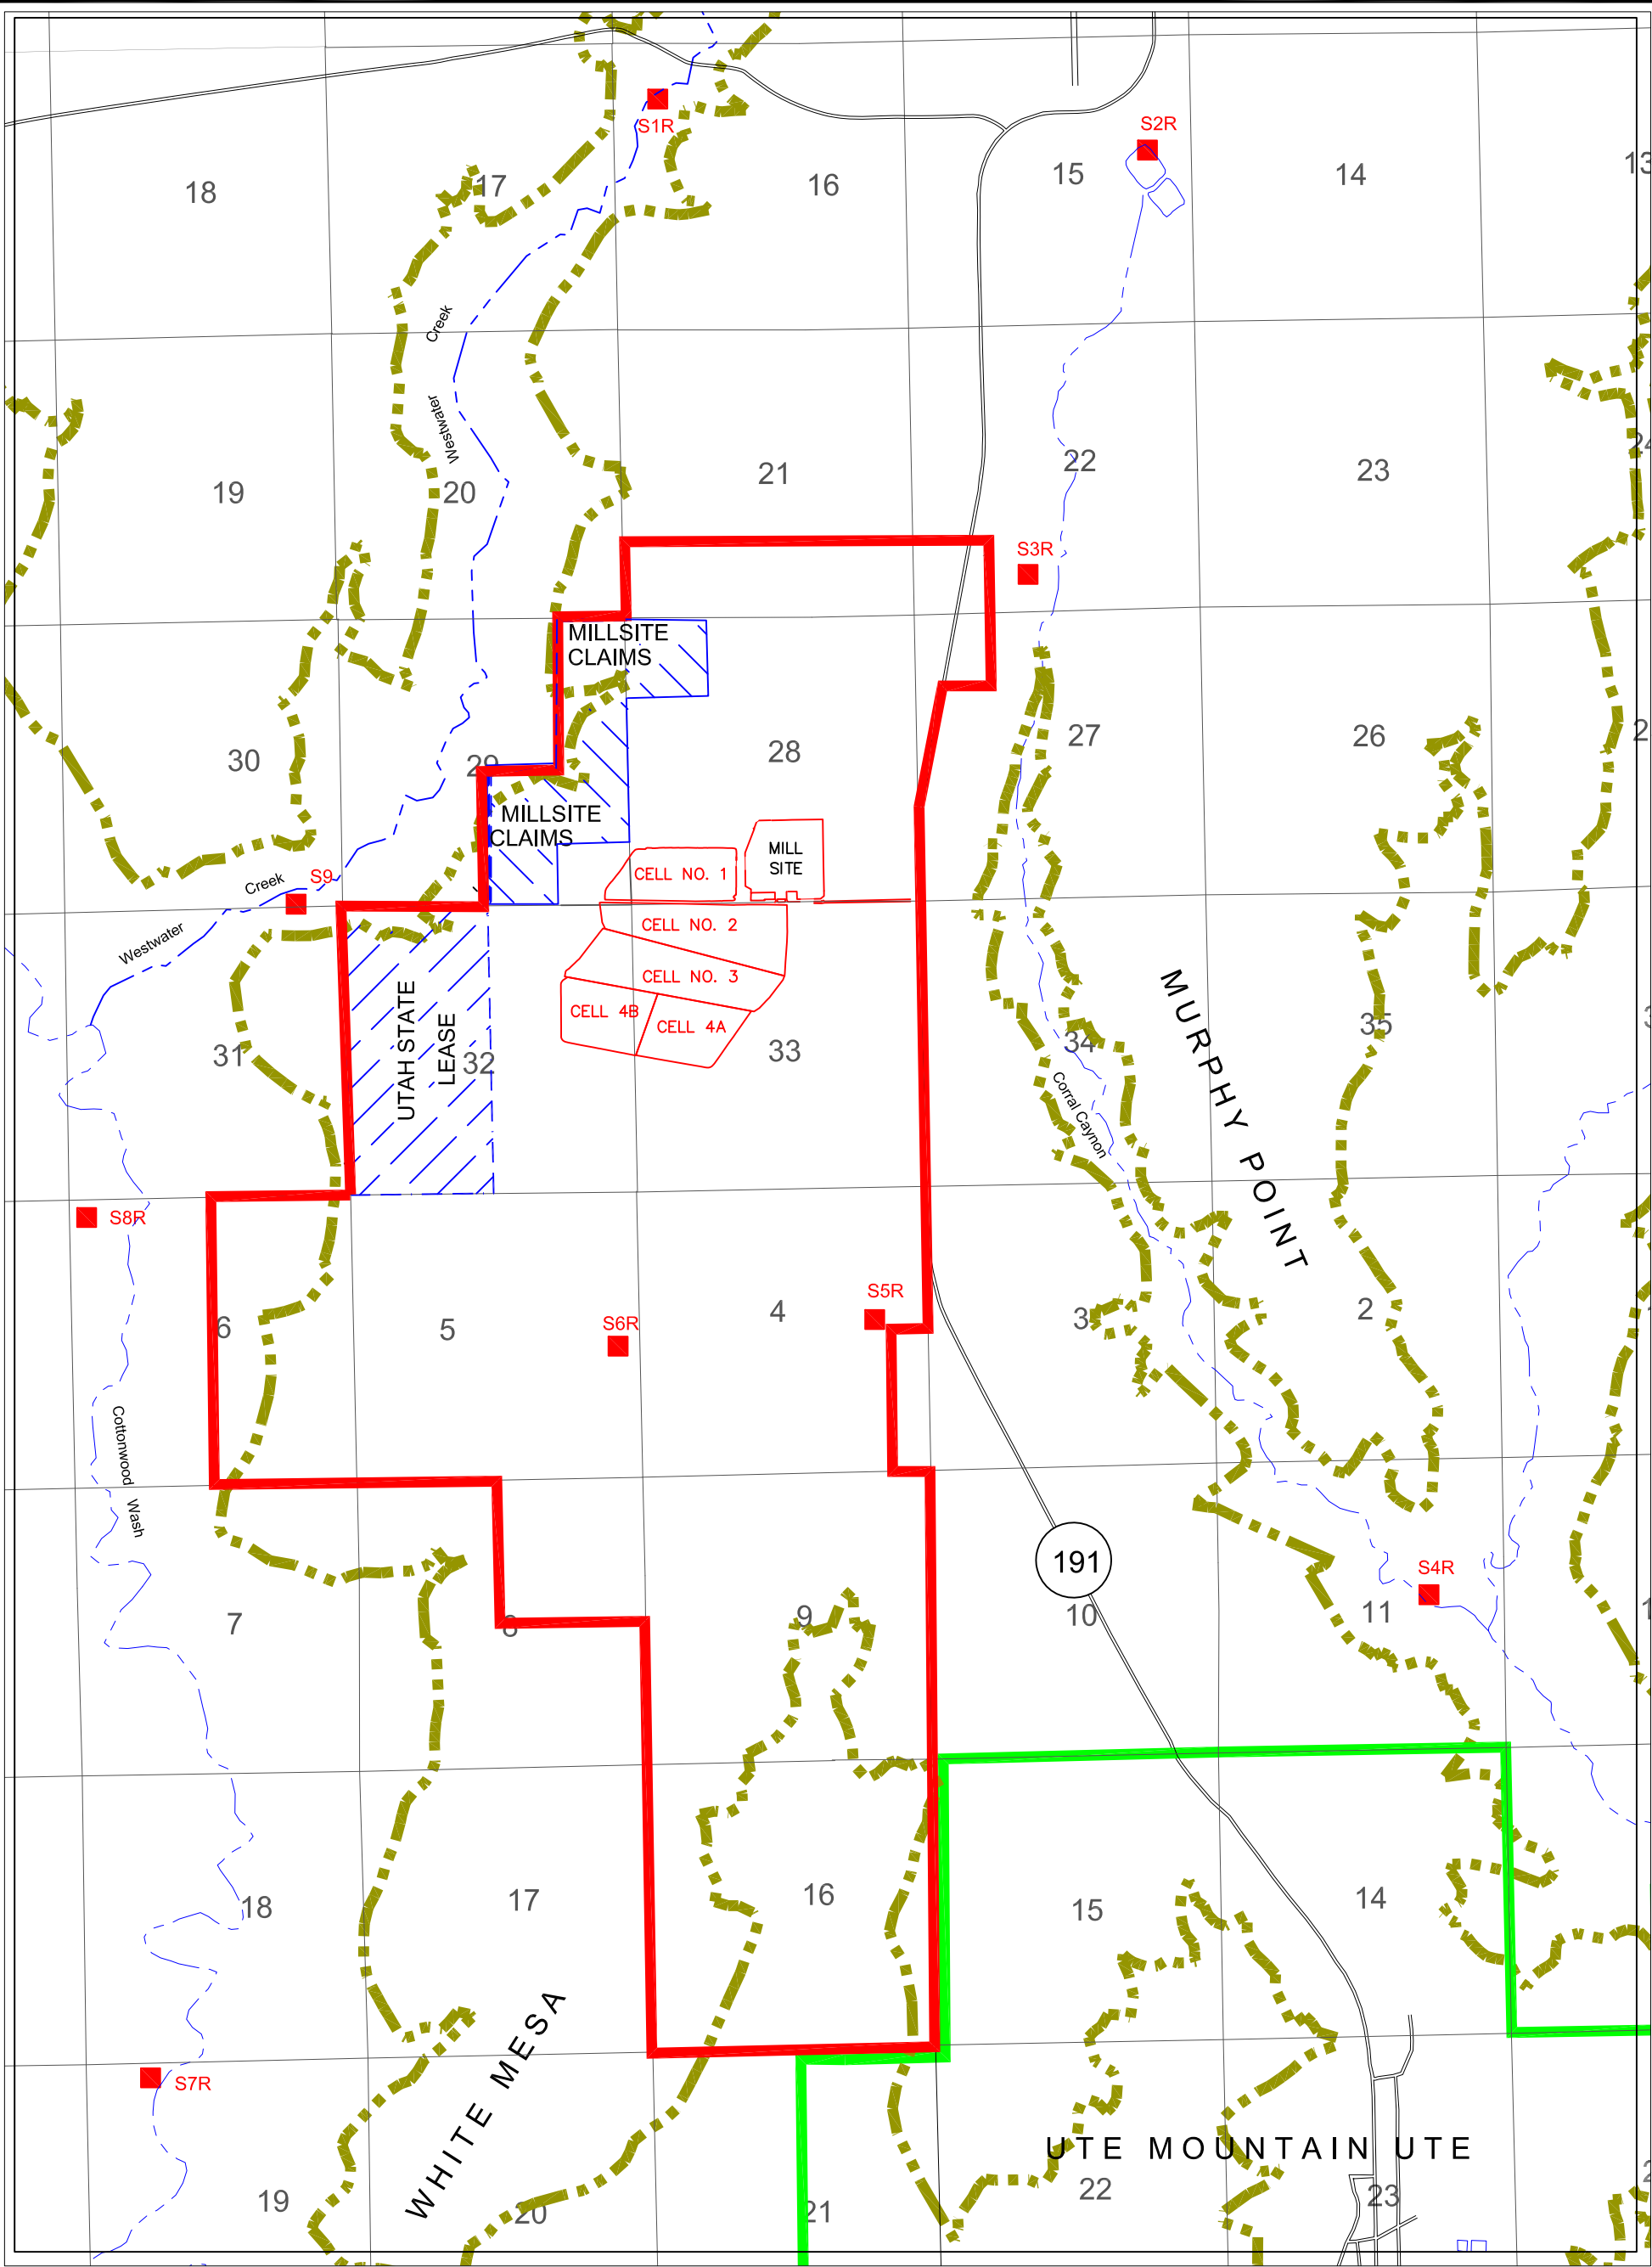 S1R
S2R
18
17
16
15
14
13
Creek
Westwater
19
20
21
22
23
24
S3R
MILLSITE
CLAIMS
30
29
28
27
26
MILLSITE
CLAIMS
MILL
SITE
CELL NO. 1
S9
Creek
Westwater
CELL NO. 2
CELL NO. 3
CELL 4B
CELL 4A
UTAH STATE
LEASE
31
32
33
34
35
Corral Caynon
MURPHY POINT
S8R
S5R
S6R
6
5
4
3
2
Cottonwood Wash
191
S4R
7
8
9
10
11
18
17
16
15
14
WHITE MESA
S7R
UTE MOUNTAIN UTE
19
20
21
22
23